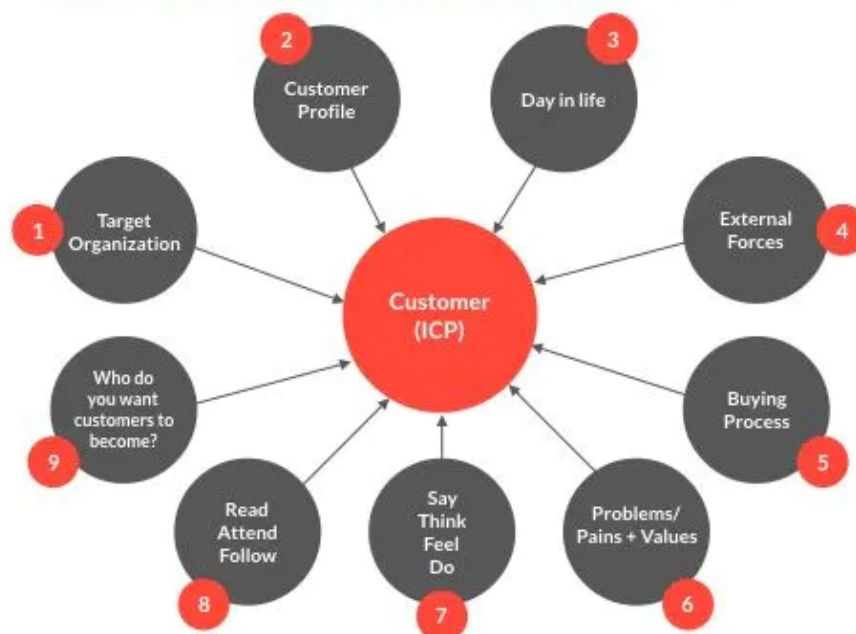 1
Target
Organization
2
Customer
Profile
3
Day in life
4
External
Forces
5
Buying
Process
6
Problems/
Pains + Values
7
Say
Think
Feel
Do
8
Read
Attend
Follow
9
Who do
you want
customers to
become?
Customer
(ICP)